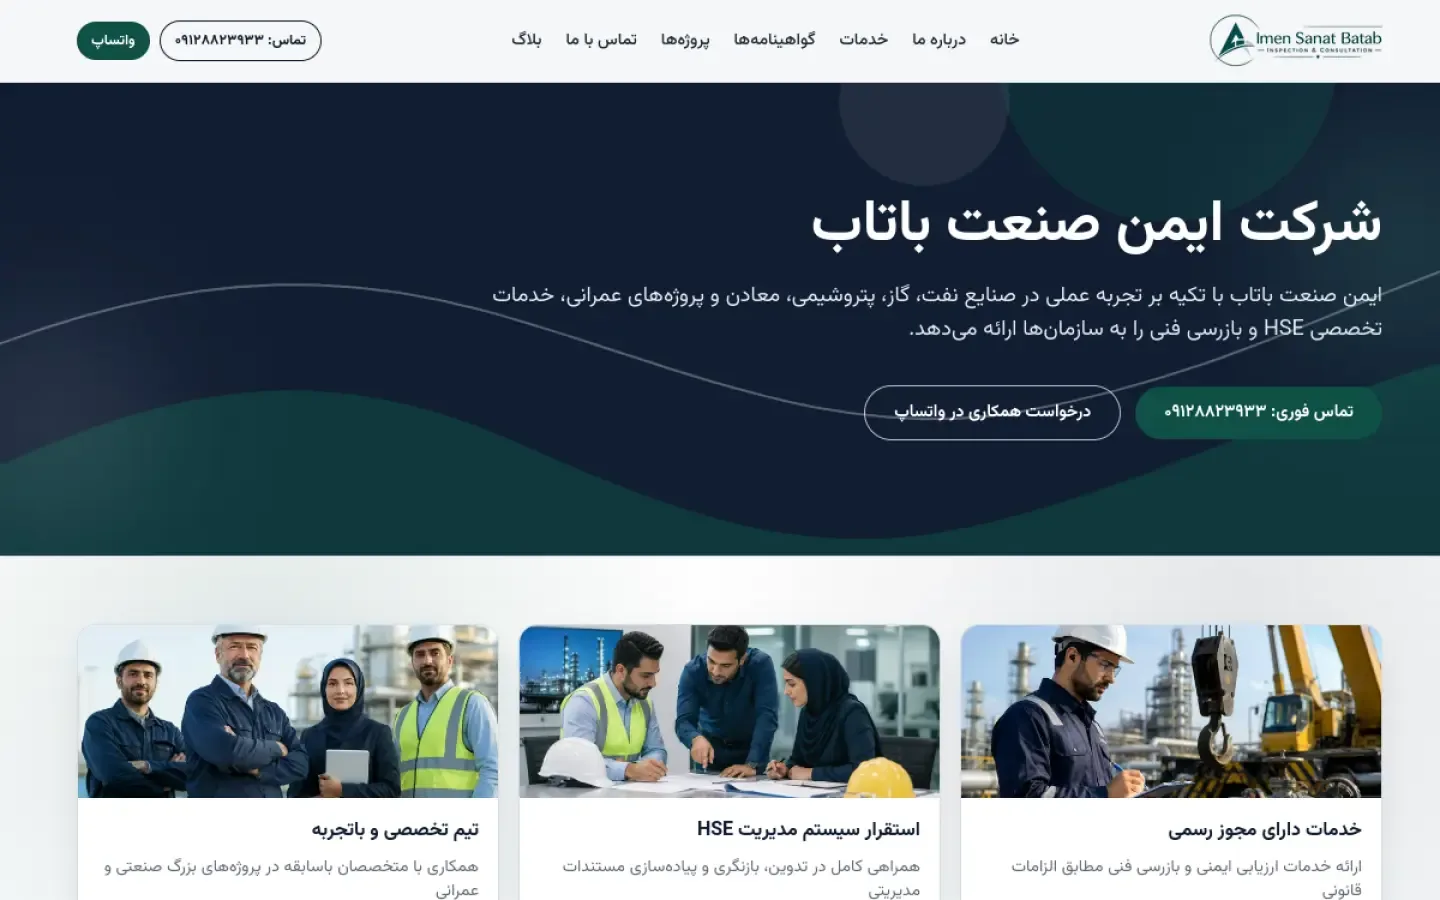 Imen Sanat Batab
INSPECTION & CONSULTATION
خانه
درباره ما
خدمات
گواهینامه‌ها
پروژه‌ها
تماس با ما
بلاگ
تماس: ۰۹۱۲۸۸۲۳۹۳۳
واتساپ
شرکت ایمن صنعت باتاب
ایمن صنعت باتاب با تکیه بر تجربه عملی در صنایع نفت، گاز، پتروشیمی، معادن و پروژه‌های عمرانی، خدمات
تخصصی HSE و بازرسی فنی را به سازمان‌ها ارائه می‌دهد.
تماس فوری: ۰۹۱۲۸۸۲۳۹۳۳
درخواست همکاری در واتساپ
خدمات دارای مجوز رسمی
ارائه خدمات ارزیابی ایمنی و بازرسی فنی مطابق الزامات
قانونی
استقرار سیستم مدیریت HSE
همراهی کامل در تدوین، بازنگری و پیاده‌سازی مستندات
مدیریتی
تیم تخصصی و باتجربه
همکاری با متخصصان باسابقه در پروژه‌های بزرگ صنعتی و
عمرانی